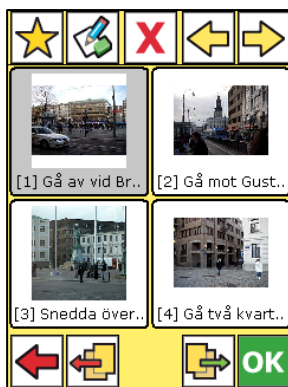 X
[1] Gå av vid Br..
[2] Gå mot Gust..
[3] Snedda över..
[4] Gå två kvart..
OK